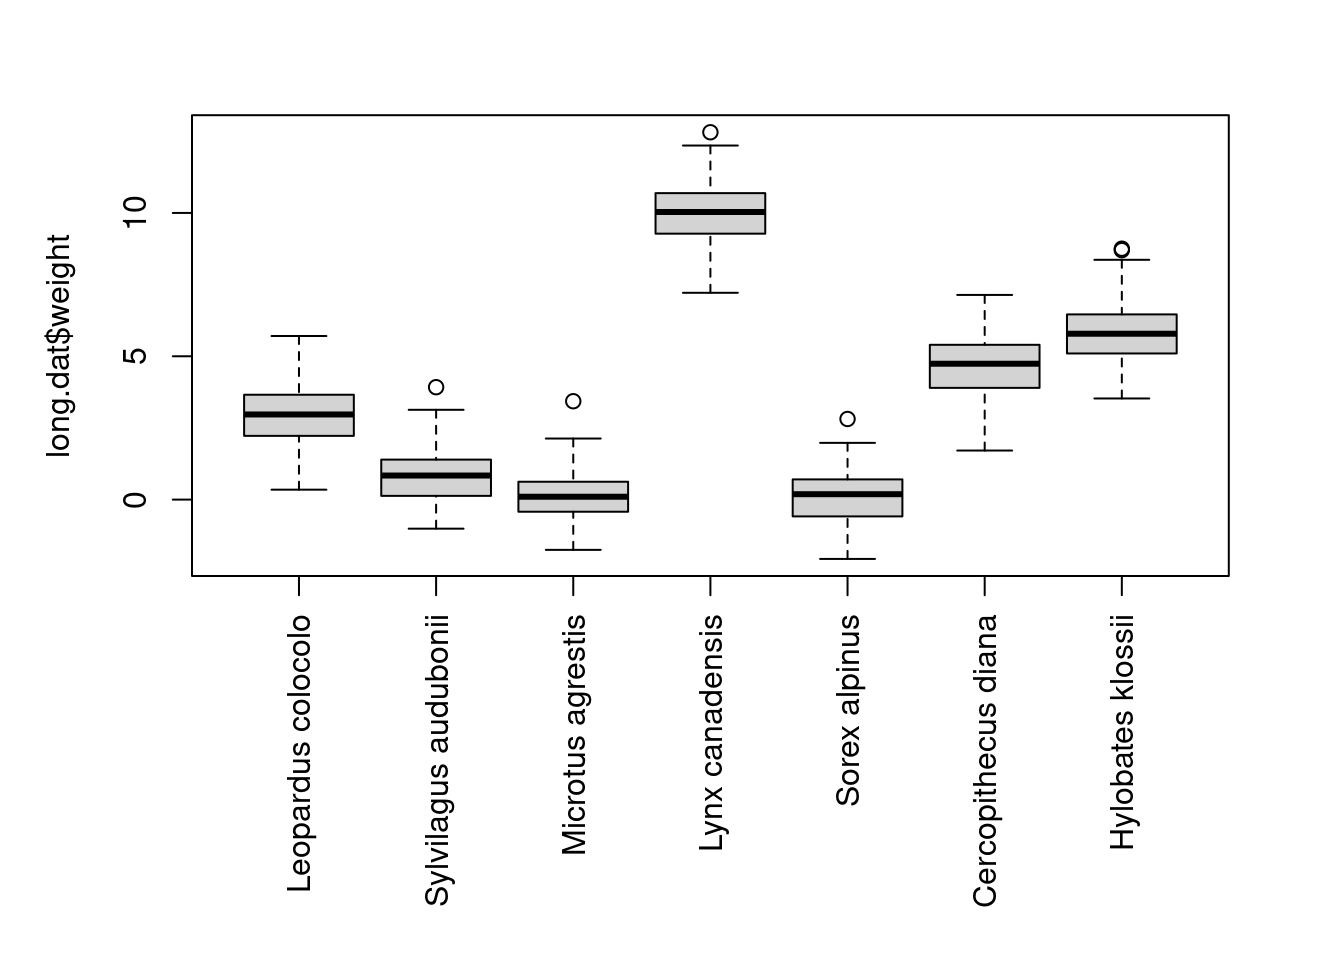 long.dat$weight
10
5
0
Leopardus colocolo
Sylvilagus audubonii
Microtus agrestis
Lynx canadensis
Sorex alpinus
Cercopithecus diana
Hylobates klossii